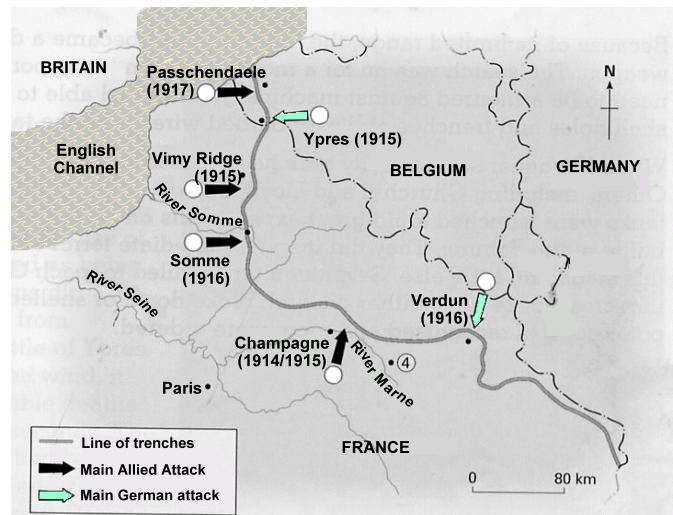 BRITAIN
Passchendaele
(1917)
N
Ypres (1915)
English
Channel
Vimy Ridge
(1915)
BELGIUM
GERMANY
River Somme
Somme
(1916)
River Seine
Verdun
(1916)
Champagne
(1914/1915)
River Marne
4
Paris
FRANCE
Line of trenches
Main Allied Attack
Main German attack
0 80 km